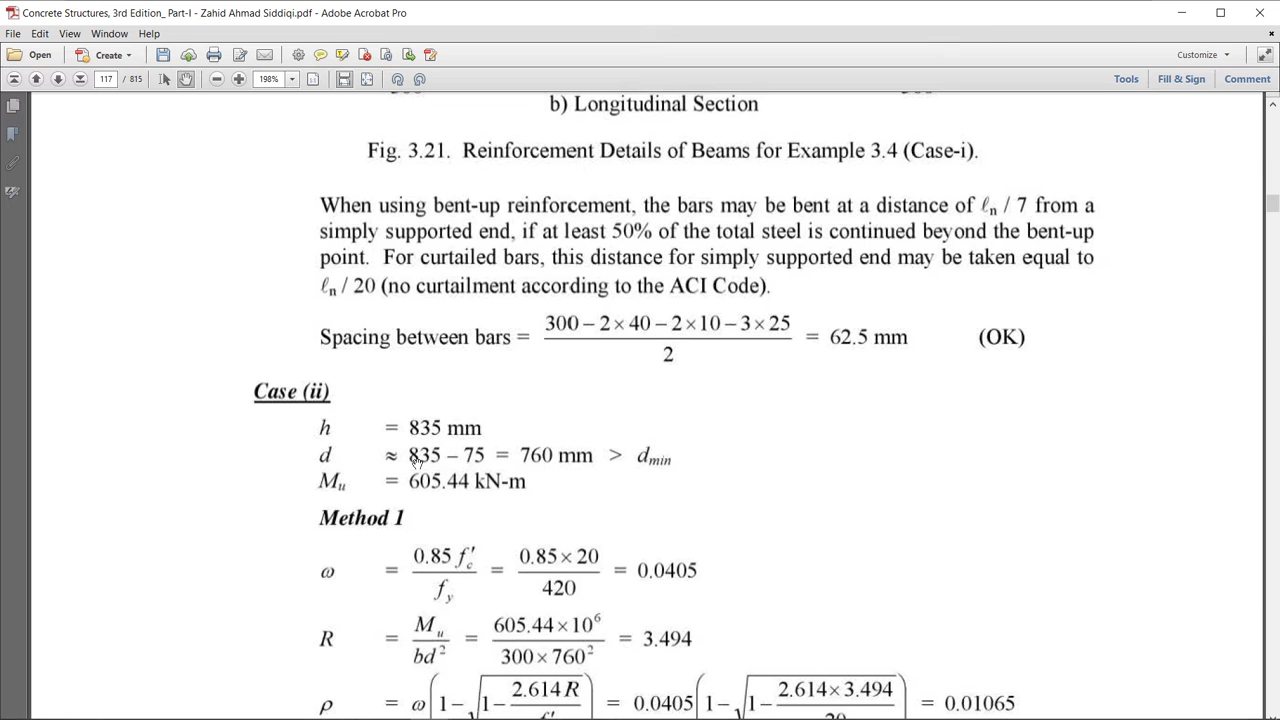 Concrete Structures, 3rd Edition_ Part-I - Zahid Ahmad Siddiqi.pdf - Adobe Acrobat Pro
File Edit View Window Help
Open Create Customize
117 / 815 198% Tools Fill & Sign Comment
b) Longitudinal Section
Fig. 3.21. Reinforcement Details of Beams for Example 3.4 (Case-i).
When using bent-up reinforcement, the bars may be bent at a distance of ℓn / 7 from a
simply supported end, if at least 50% of the total steel is continued beyond the bent-up
point. For curtailed bars, this distance for simply supported end may be taken equal to
ℓn / 20 (no curtailment according to the ACI Code).
Spacing between bars = (300 – 2×40 – 2×10 – 3×25) / 2 = 62.5 mm (OK)
Case (ii)
h = 835 mm
d ≈ 835 – 75 = 760 mm > dmin
Mu = 605.44 kN-m
Method 1
ω = 0.85 f′c / fy = 0.85×20 / 420 = 0.0405
R = Mu / bd² = 605.44×10⁶ / 300×760² = 3.494
ρ = ω(1–√1– 2.614 R / f′) = 0.0405(1–√1– 2.614×3.494 / 20) = 0.01065